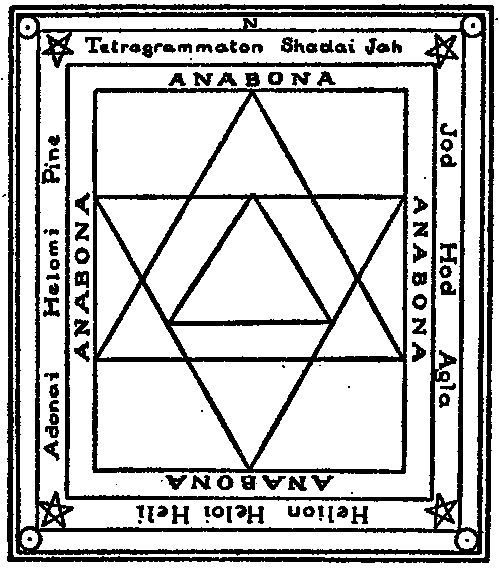 N
Tetragrammaton Shadai Jah
ANABONA
Jod Hod Agla
ANABONA
Adonai Helomi Pine
ANABONA
ANABONA
Helion Heloi Heli